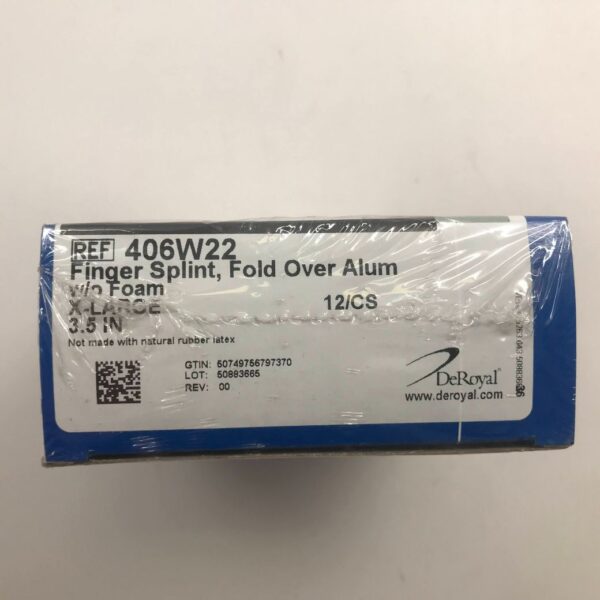 REF 406W22
Finger Splint, Fold Over Alum
w/o Foam
X-LARGE 12/CS
3.5 IN
Not made with natural rubber latex
GTIN: 50749756797370
LOT: 50883665
REV: 00
DeRoyal®
www.deroyal.com